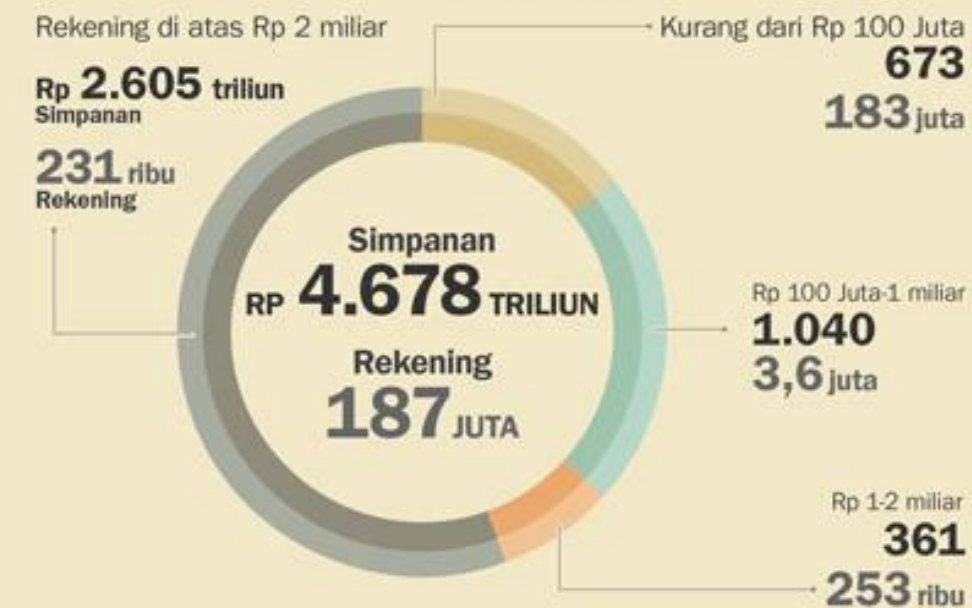 Rekening di atas Rp 2 miliar
Rp 2.605 triliun
Simpanan
231 ribu
Rekening
Kurang dari Rp 100 Juta
673
183 juta
Simpanan
RP 4.678 TRILIUN
Rekening
187 JUTA
Rp 100 Juta-1 miliar
1.040
3,6 juta
Rp 1-2 miliar
361
253 ribu